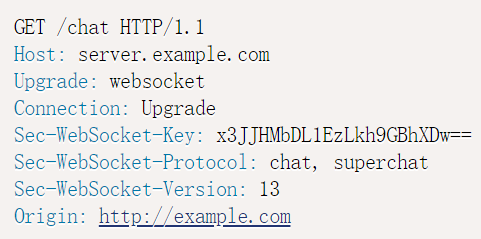 GET /chat HTTP/1.1
Host: server.example.com
Upgrade: websocket
Connection: Upgrade
Sec-WebSocket-Key: x3JJHMbDL1EzLkh9GBhXDw==
Sec-WebSocket-Protocol: chat, superchat
Sec-WebSocket-Version: 13
Origin: http://example.com